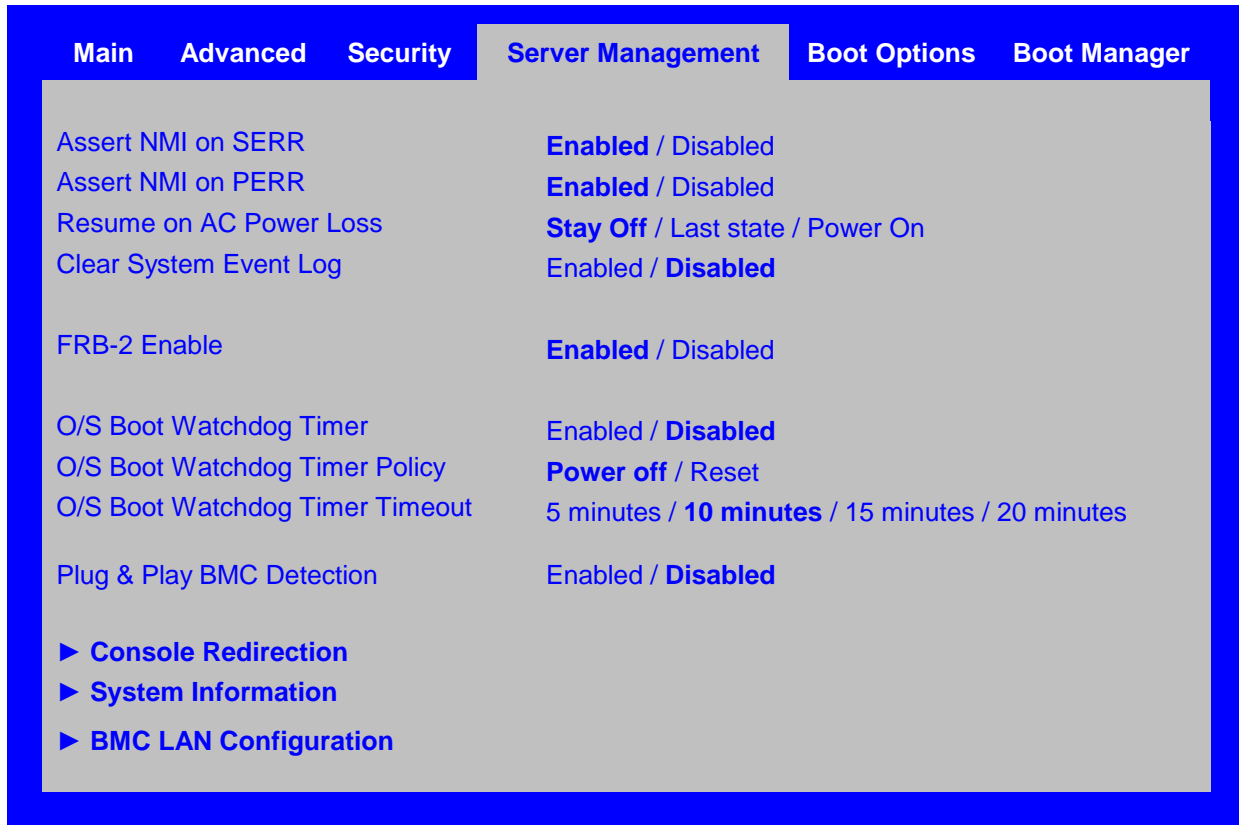 Main Advanced Security Server Management Boot Options Boot Manager
Assert NMI on SERR Enabled / Disabled
Assert NMI on PERR Enabled / Disabled
Resume on AC Power Loss Stay Off / Last state / Power On
Clear System Event Log Enabled / Disabled
FRB-2 Enable Enabled / Disabled
O/S Boot Watchdog Timer Enabled / Disabled
O/S Boot Watchdog Timer Policy Power off / Reset
O/S Boot Watchdog Timer Timeout 5 minutes / 10 minutes / 15 minutes / 20 minutes
Plug & Play BMC Detection Enabled / Disabled
► Console Redirection
► System Information
► BMC LAN Configuration